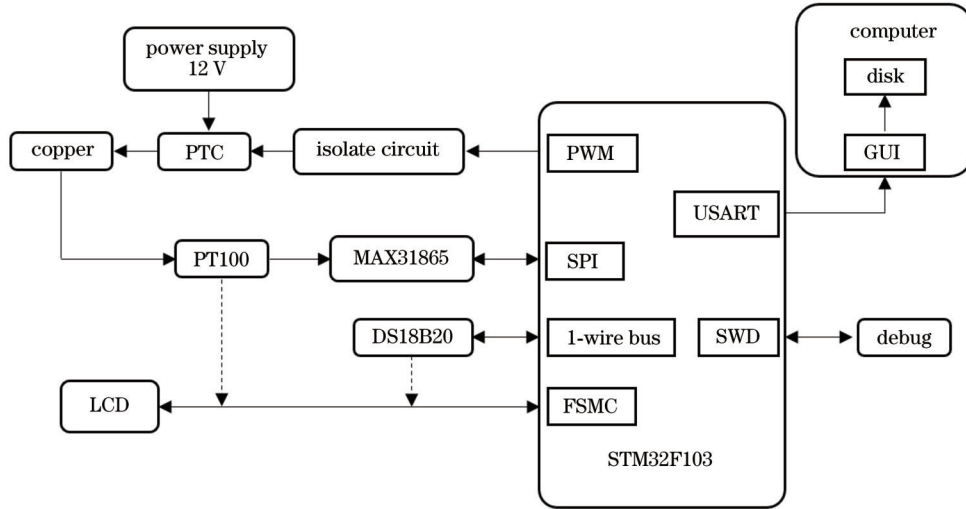 power supply
12 V
computer
disk
GUI
copper
PTC
isolate circuit
PWM
USART
PT100
MAX31865
SPI
DS18B20
1-wire bus
SWD
debug
LCD
FSMC
STM32F103